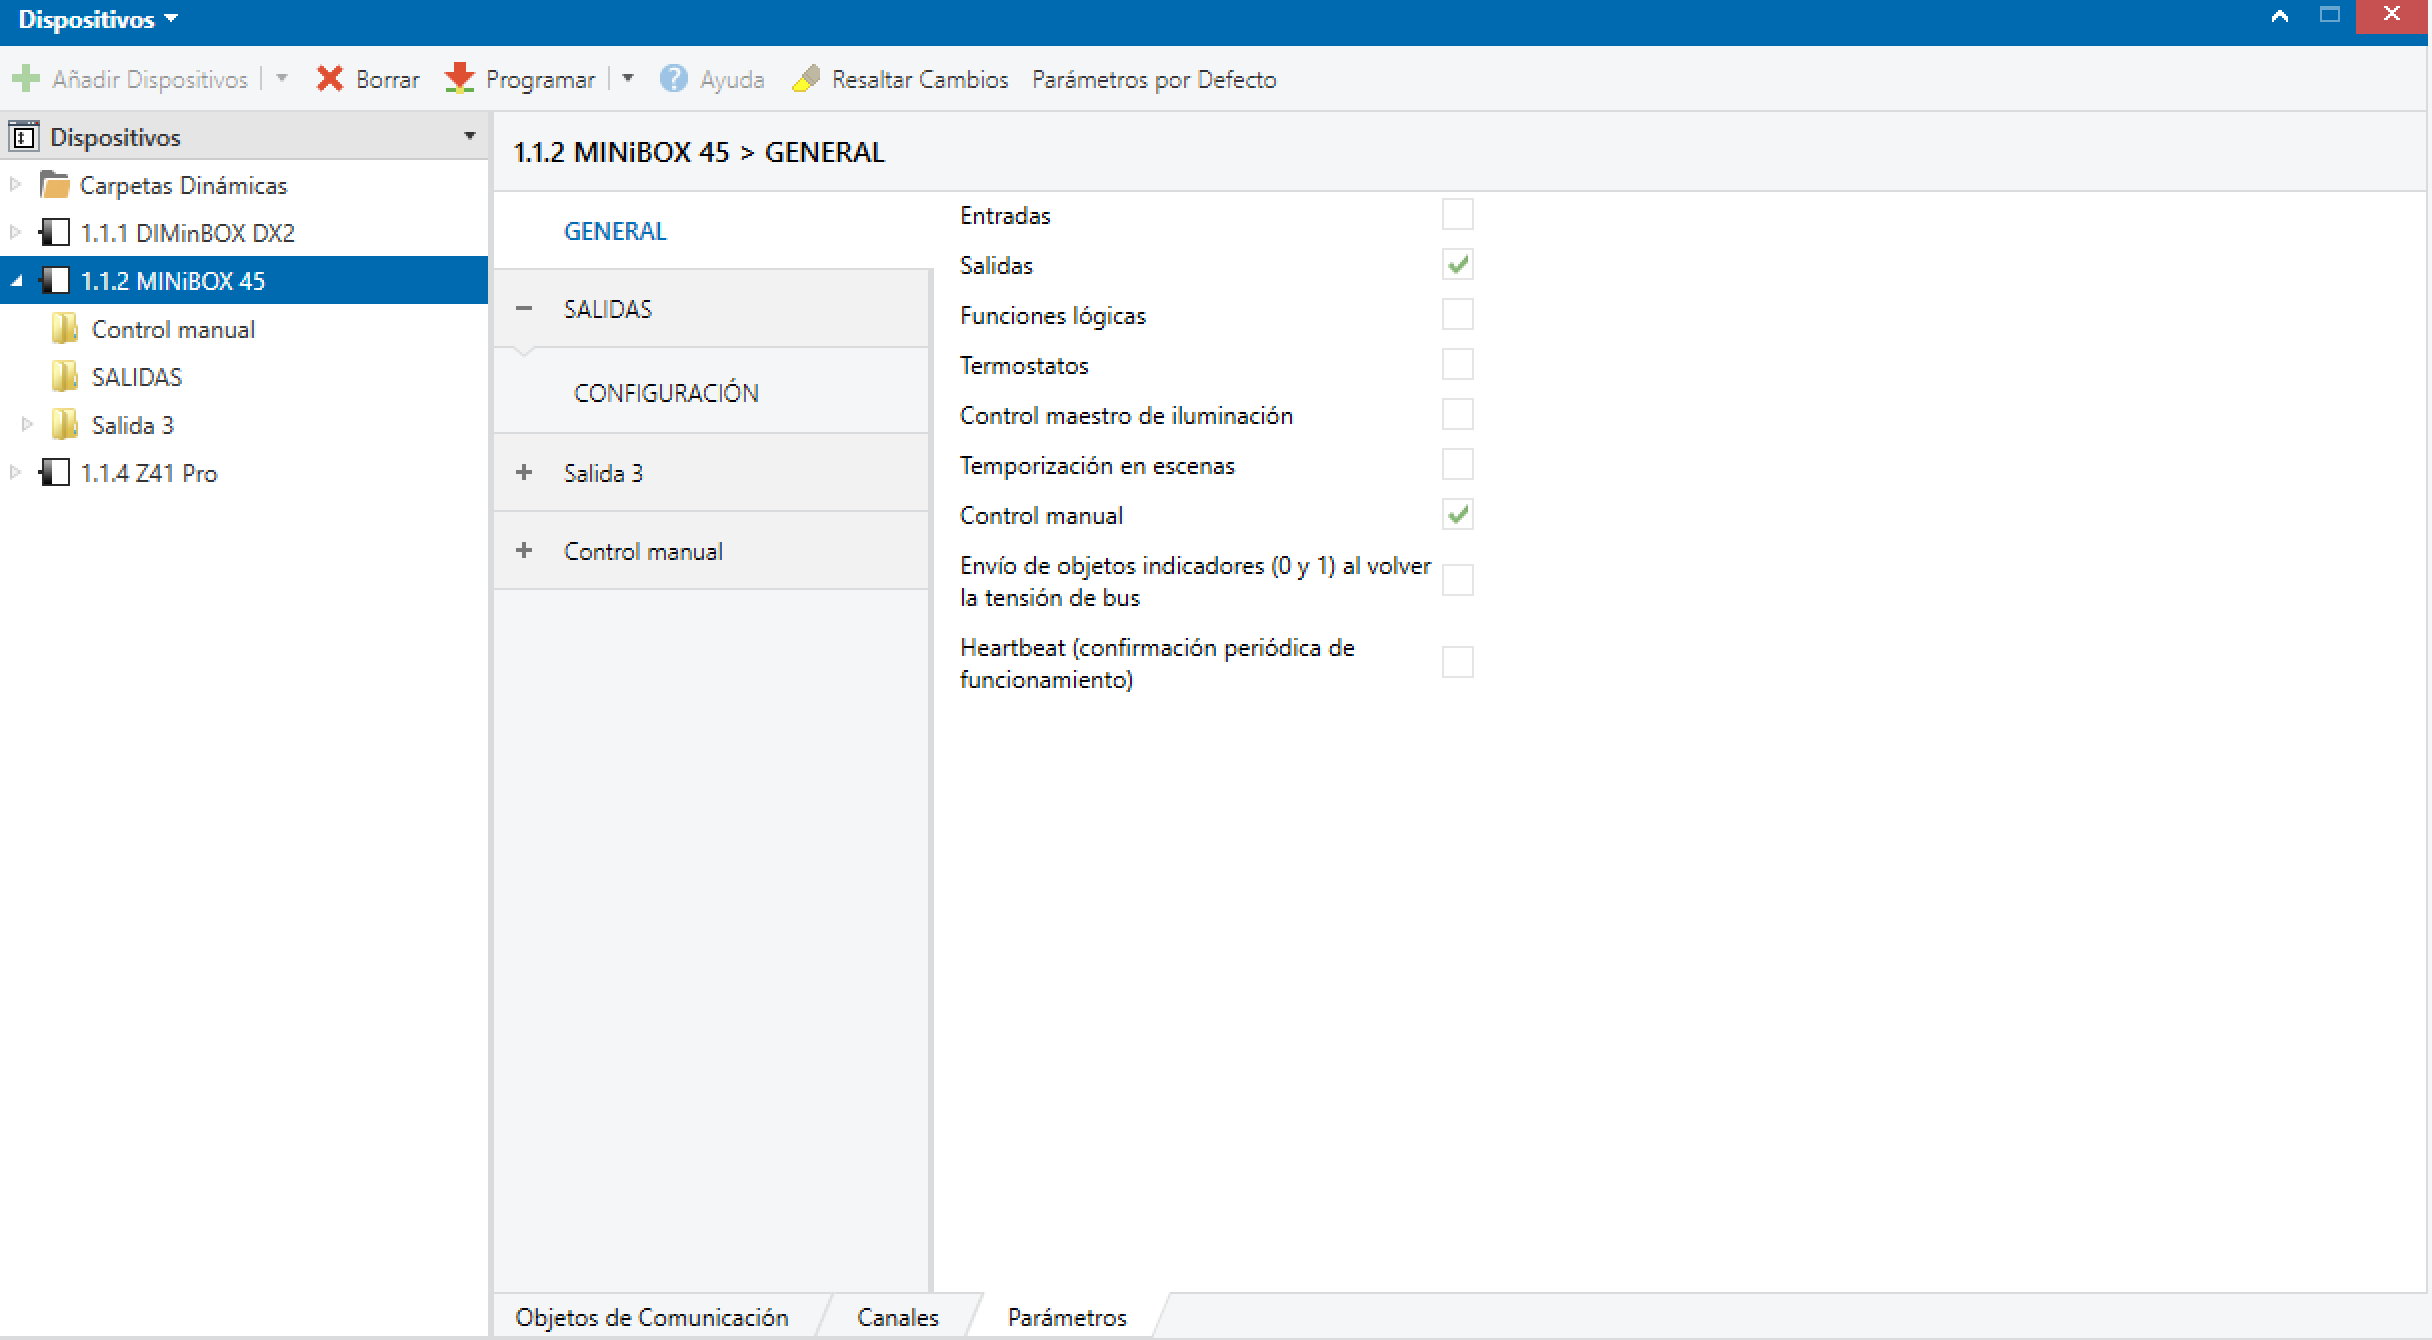 Dispositivos
Añadir Dispositivos Borrar Programar Ayuda Resaltar Cambios Parámetros por Defecto
Dispositivos
Carpetas Dinámicas
1.1.1 DIMinBOX DX2
1.1.2 MINiBOX 45
Control manual
SALIDAS
Salida 3
1.1.4 Z41 Pro
1.1.2 MINiBOX 45 > GENERAL
GENERAL
SALIDAS
CONFIGURACIÓN
Salida 3
Control manual
Entradas
Salidas
Funciones lógicas
Termostatos
Control maestro de iluminación
Temporización en escenas
Control manual
Envío de objetos indicadores (0 y 1) al volver
la tensión de bus
Heartbeat (confirmación periódica de
funcionamiento)
Objetos de Comunicación Canales Parámetros